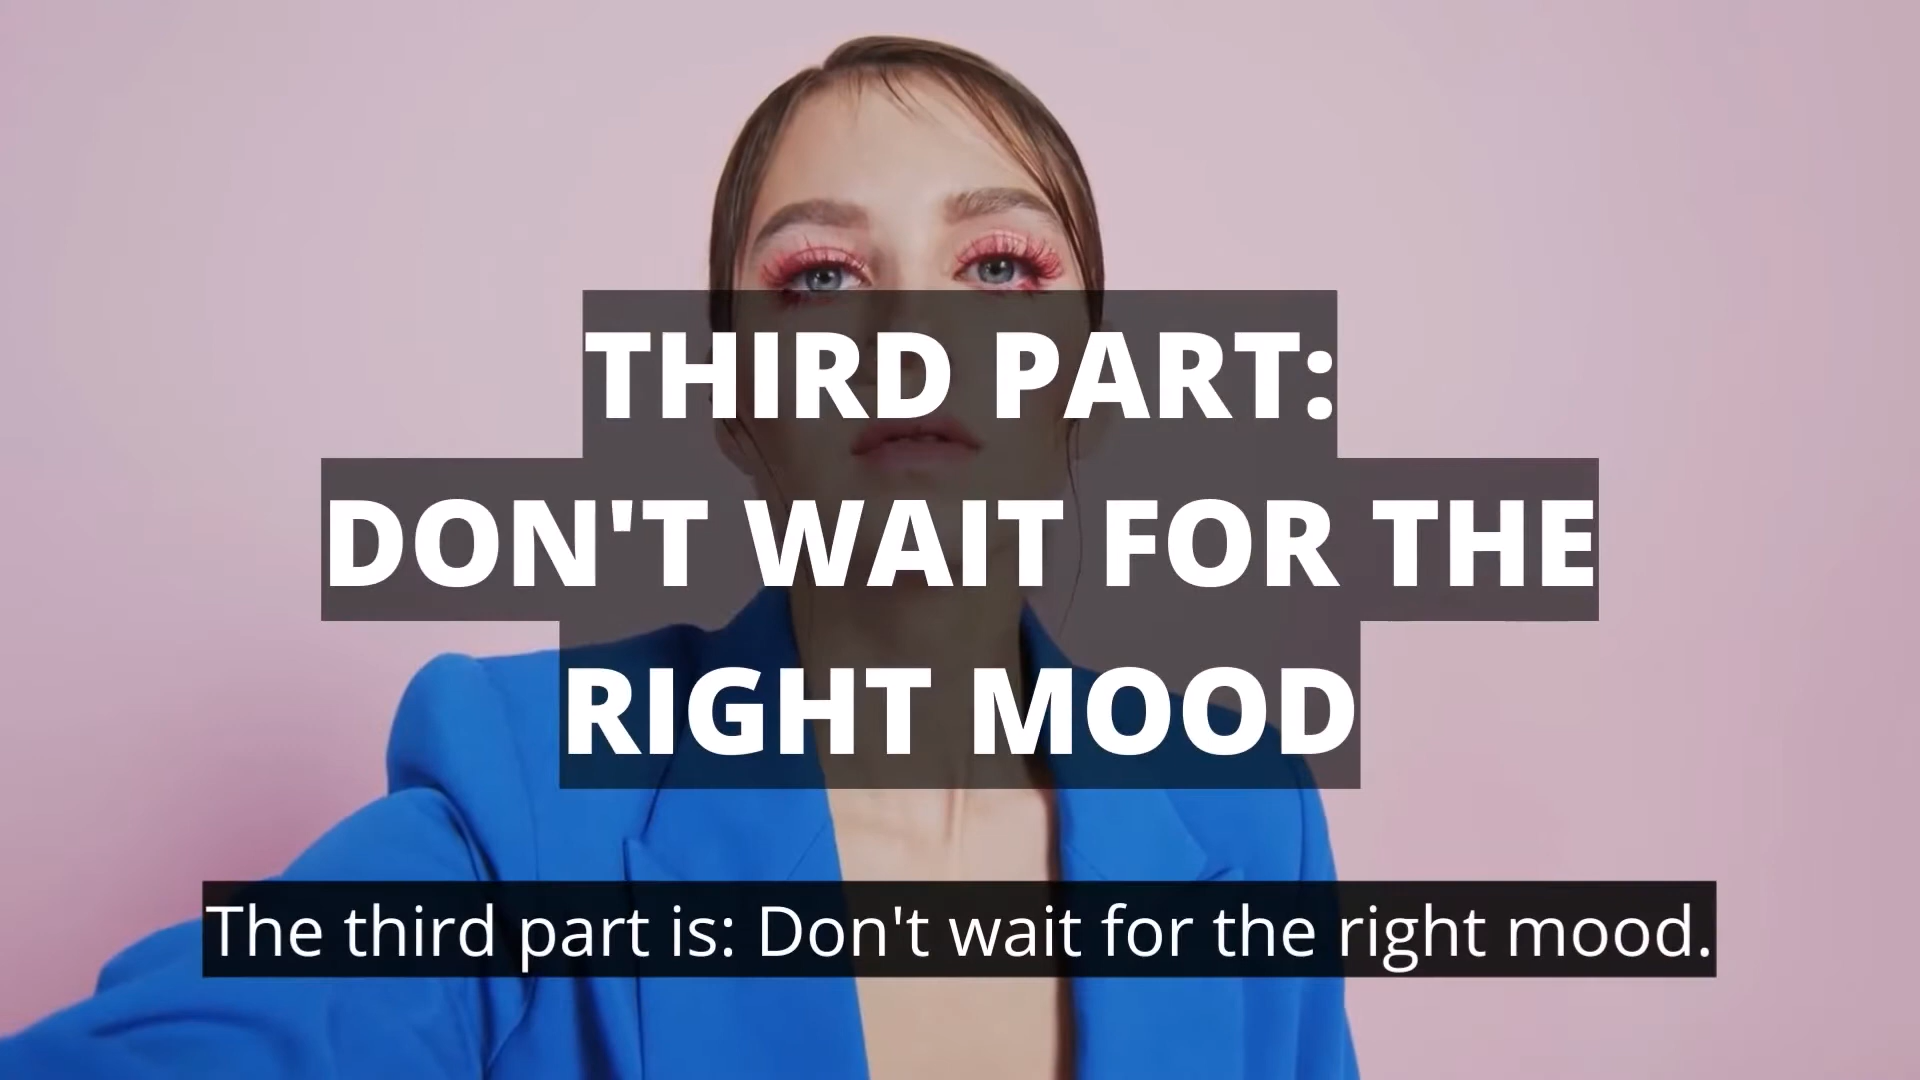 THIRD PART:
DON'T WAIT FOR THE
RIGHT MOOD
The third part is: Don't wait for the right mood.